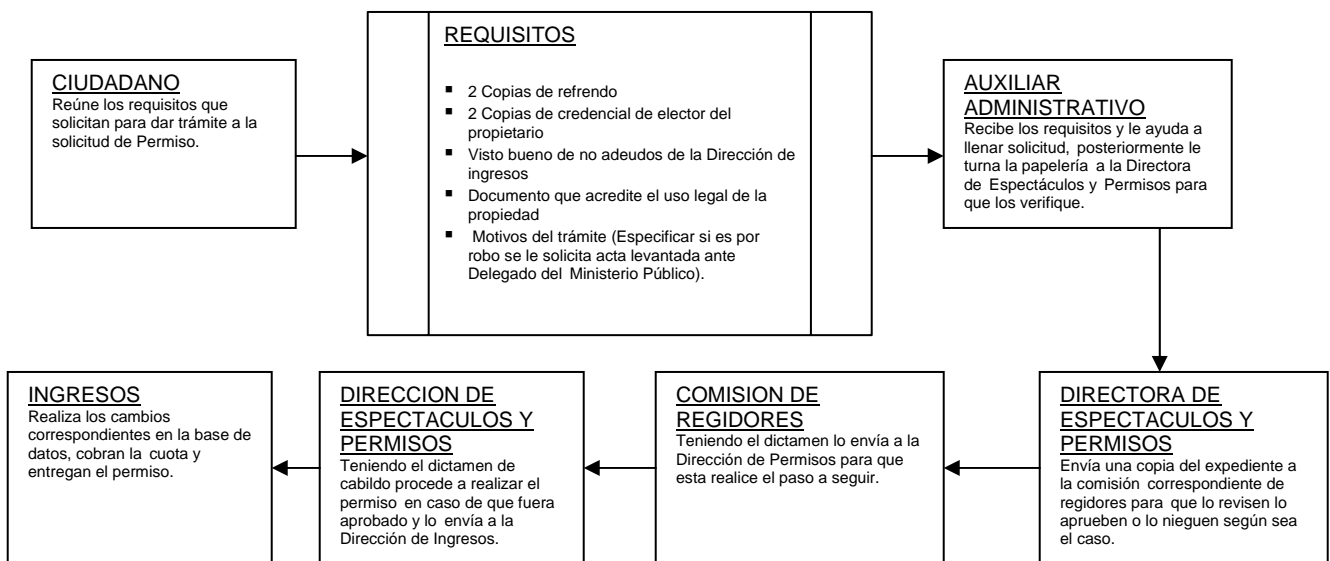 CIUDADANO
Reúne los requisitos que
solicitan para dar trámite a la
solicitud de Permiso.
REQUISITOS
▪ 2 Copias de refrendo
▪ 2 Copias de credencial de elector del
propietario
▪ Visto bueno de no adeudos de la Dirección de
ingresos
▪ Documento que acredite el uso legal de la
propiedad
▪ Motivos del trámite (Especificar si es por
robo se le solicita acta levantada ante
Delegado del Ministerio Público).
AUXILIAR
ADMINISTRATIVO
Recibe los requisitos y le ayuda a
llenar solicitud, posteriormente le
turna la papelería a la Directora
de Espectáculos y Permisos para
que los verifique.
DIRECTORA DE
ESPECTACULOS Y
PERMISOS
Envía una copia del expediente a
la comisión correspondiente de
regidores para que lo revisen lo
aprueben o lo nieguen según sea
el caso.
COMISION DE
REGIDORES
Teniendo el dictamen lo envía a la
Dirección de Permisos para que
esta realice el paso a seguir.
DIRECCION DE
ESPECTACULOS Y
PERMISOS
Teniendo el dictamen de
cabildo procede a realizar el
permiso en caso de que fuera
aprobado y lo envía a la
Dirección de Ingresos.
INGRESOS
Realiza los cambios
correspondientes en la base de
datos, cobran la cuota y
entregan el permiso.